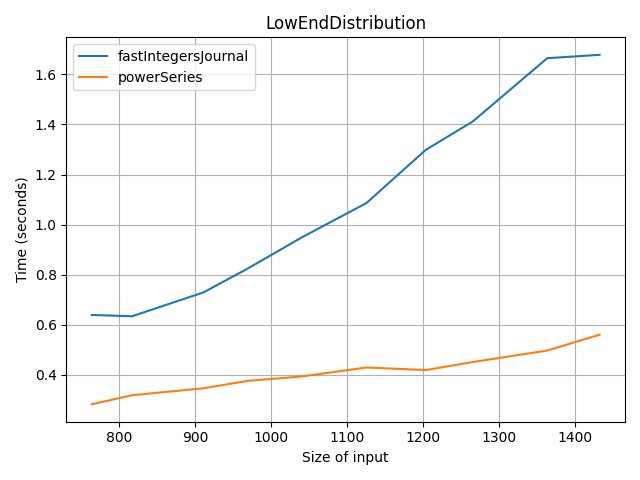 LowEndDistribution
fastIntegersJournal
powerSeries
Time (seconds)
1.6
1.4
1.2
1.0
0.8
0.6
0.4
800 900 1000 1100 1200 1300 1400
Size of input